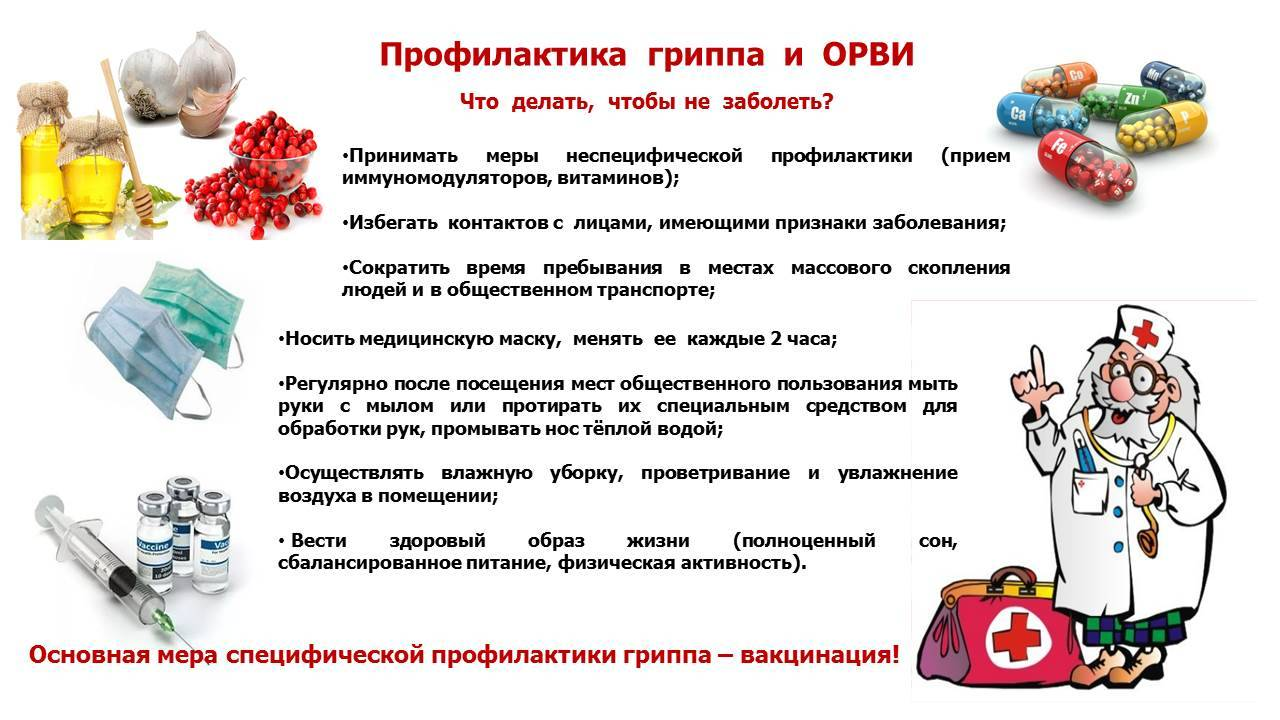 Профилактика гриппа и ОРВИ
Что делать, чтобы не заболеть?
•Принимать меры неспецифической профилактики (прием
иммуномодуляторов, витаминов);
•Избегать контактов с лицами, имеющими признаки заболевания;
•Сократить время пребывания в местах массового скопления
людей и в общественном транспорте;
•Носить медицинскую маску, менять ее каждые 2 часа;
•Регулярно после посещения мест общественного пользования мыть
руки с мылом или протирать их специальным средством для
обработки рук, промывать нос тёплой водой;
•Осуществлять влажную уборку, проветривание и увлажнение
воздуха в помещении;
• Вести здоровый образ жизни (полноценный сон,
сбалансированное питание, физическая активность).
Основная мера специфической профилактики гриппа – вакцинация!
Co
Mn
Ca
Zn
P
Fe
Vaccine